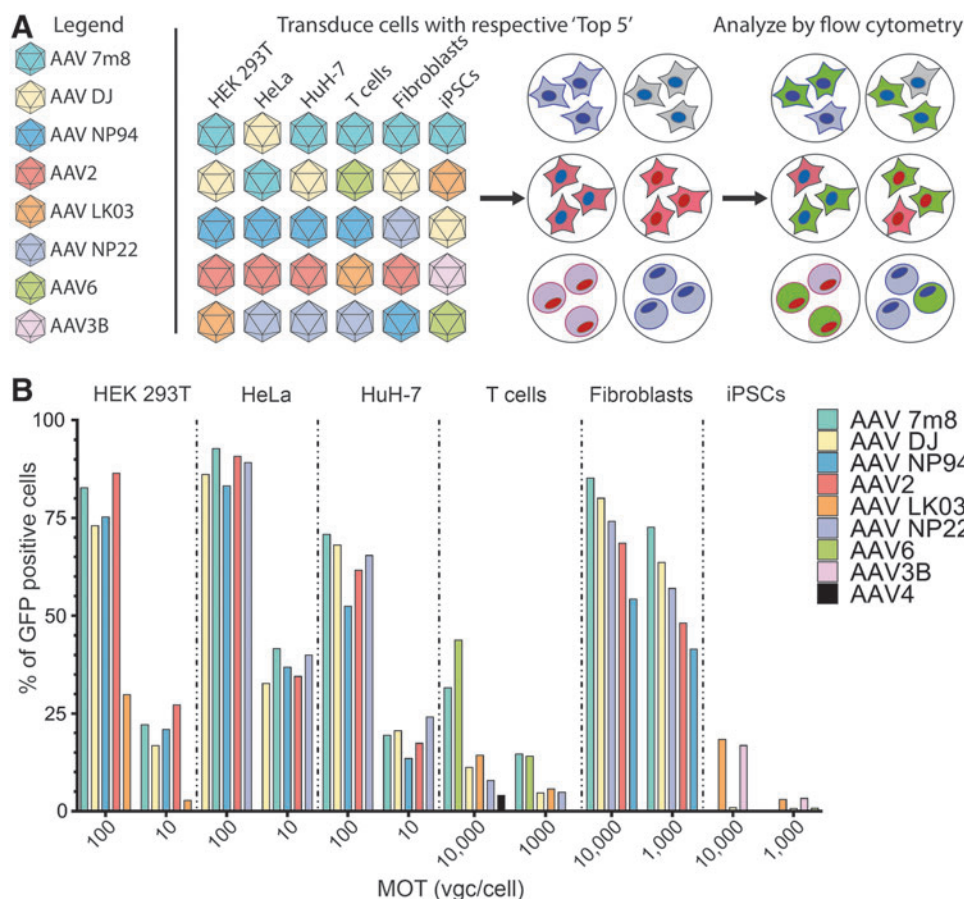 A
Legend
AAV 7m8
AAV DJ
AAV NP94
AAV2
AAV LK03
AAV NP22
AAV6
AAV3B
Transduce cells with respective 'Top 5'
Analyze by flow cytometry
HEK 293T
HeLa
HuH-7
T cells
Fibroblasts
iPSCs
B
HEK 293T HeLa HuH-7 T cells Fibroblasts iPSCs
% of GFP positive cells
100
75
50
25
0
100 10 100 10 100 10 10,000 1000 10,000 1,000 10,000 1,000
MOT (vgc/cell)
AAV 7m8
AAV DJ
AAV NP94
AAV2
AAV LK03
AAV NP22
AAV6
AAV3B
AAV4